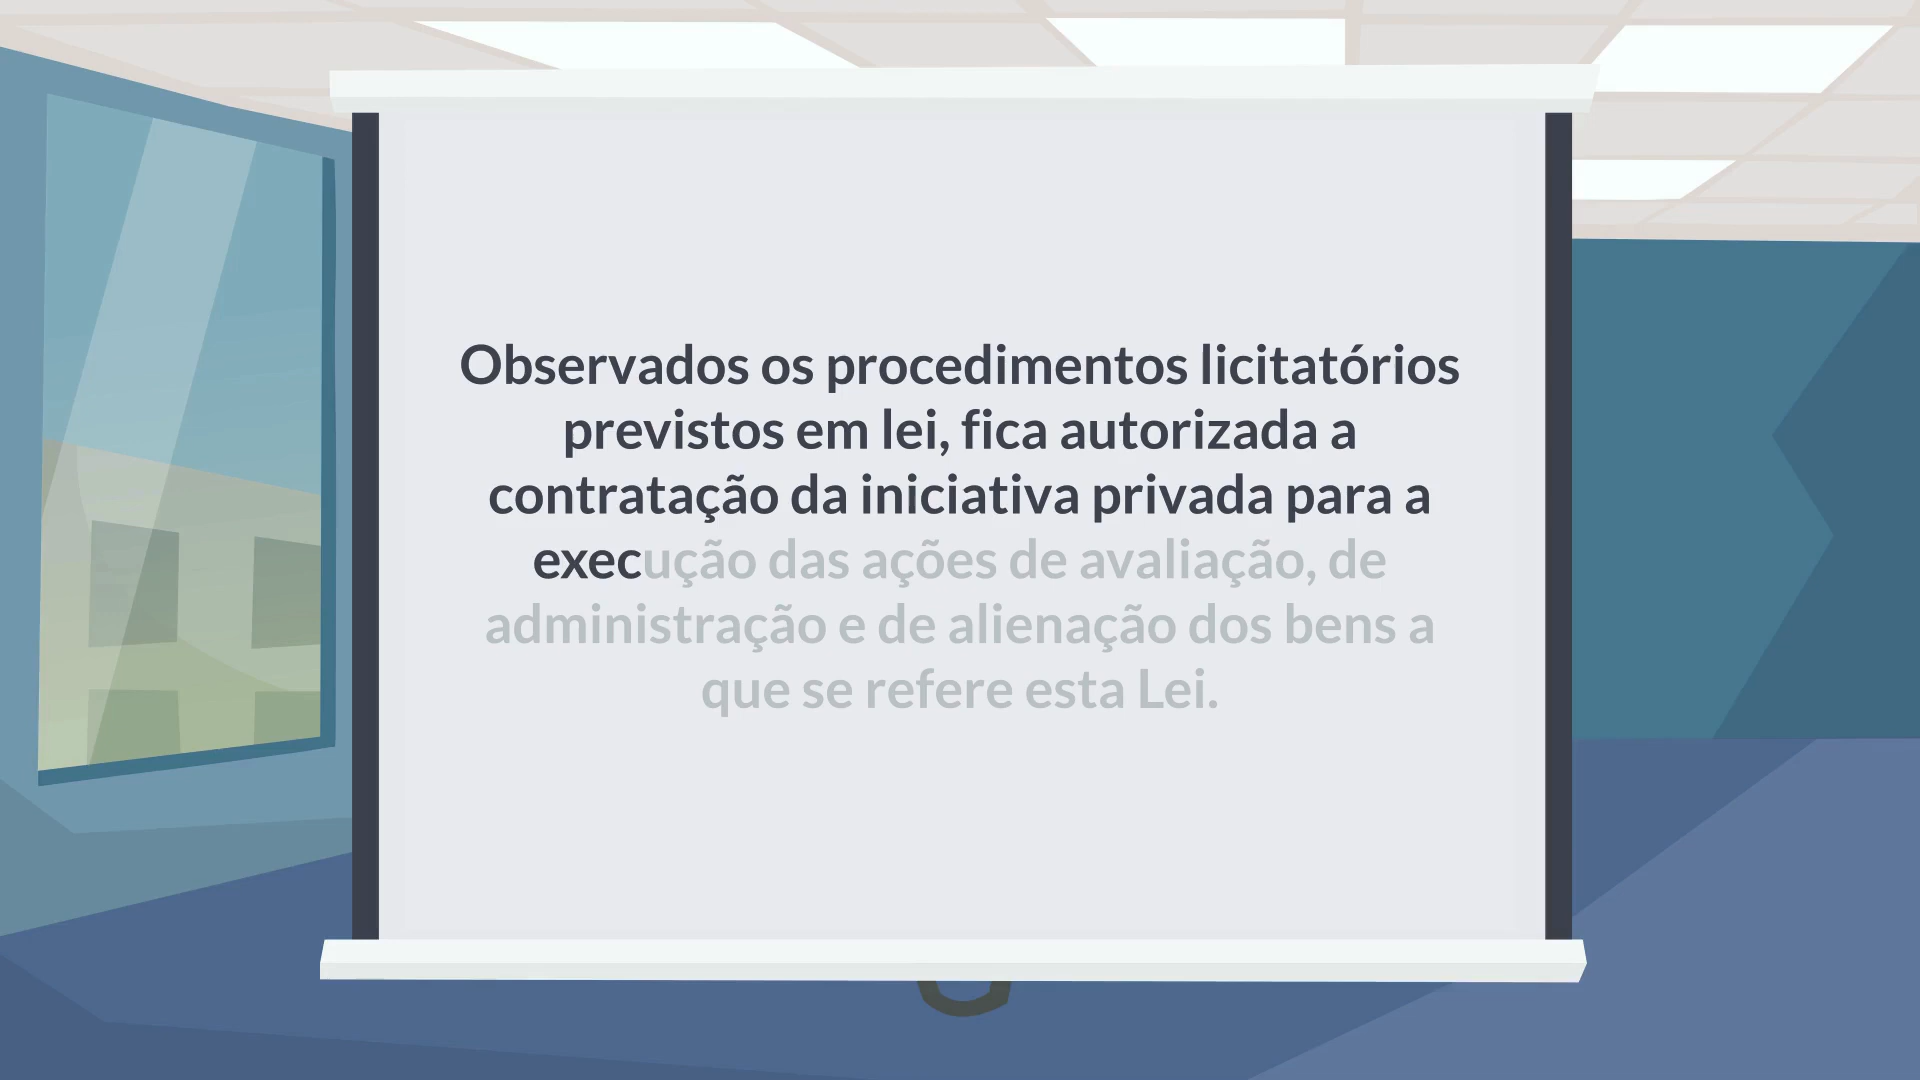 Observados os procedimentos licitatórios
previstos em lei, fica autorizada a
contratação da iniciativa privada para a
execução das ações de avaliação, de
administração e de alienação dos bens a
que se refere esta Lei.